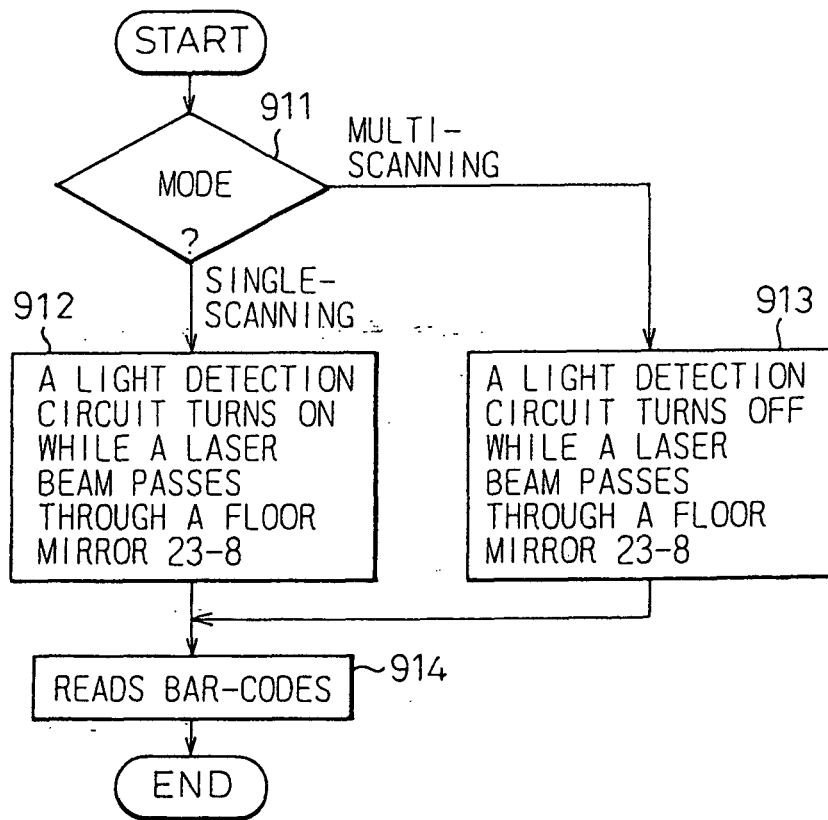 START
911
MULTI-
SCANNING
MODE
?
SINGLE-
SCANNING
912
913
A LIGHT DETECTION
CIRCUIT TURNS ON
WHILE A LASER
BEAM PASSES
THROUGH A FLOOR
MIRROR 23-8
A LIGHT DETECTION
CIRCUIT TURNS OFF
WHILE A LASER
BEAM PASSES
THROUGH A FLOOR
MIRROR 23-8
READS BAR-CODES
914
END